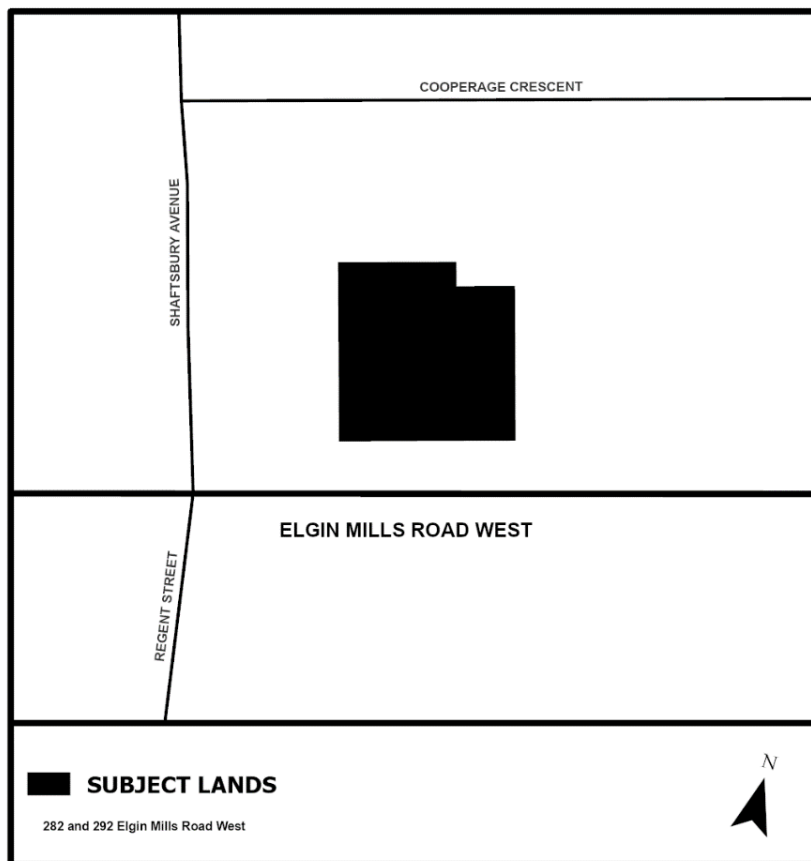 COOPERAGE CRESCENT
SHAFTSBURY AVENUE
ELGIN MILLS ROAD WEST
REGENT STREET
N
SUBJECT LANDS
282 and 292 Elgin Mills Road West